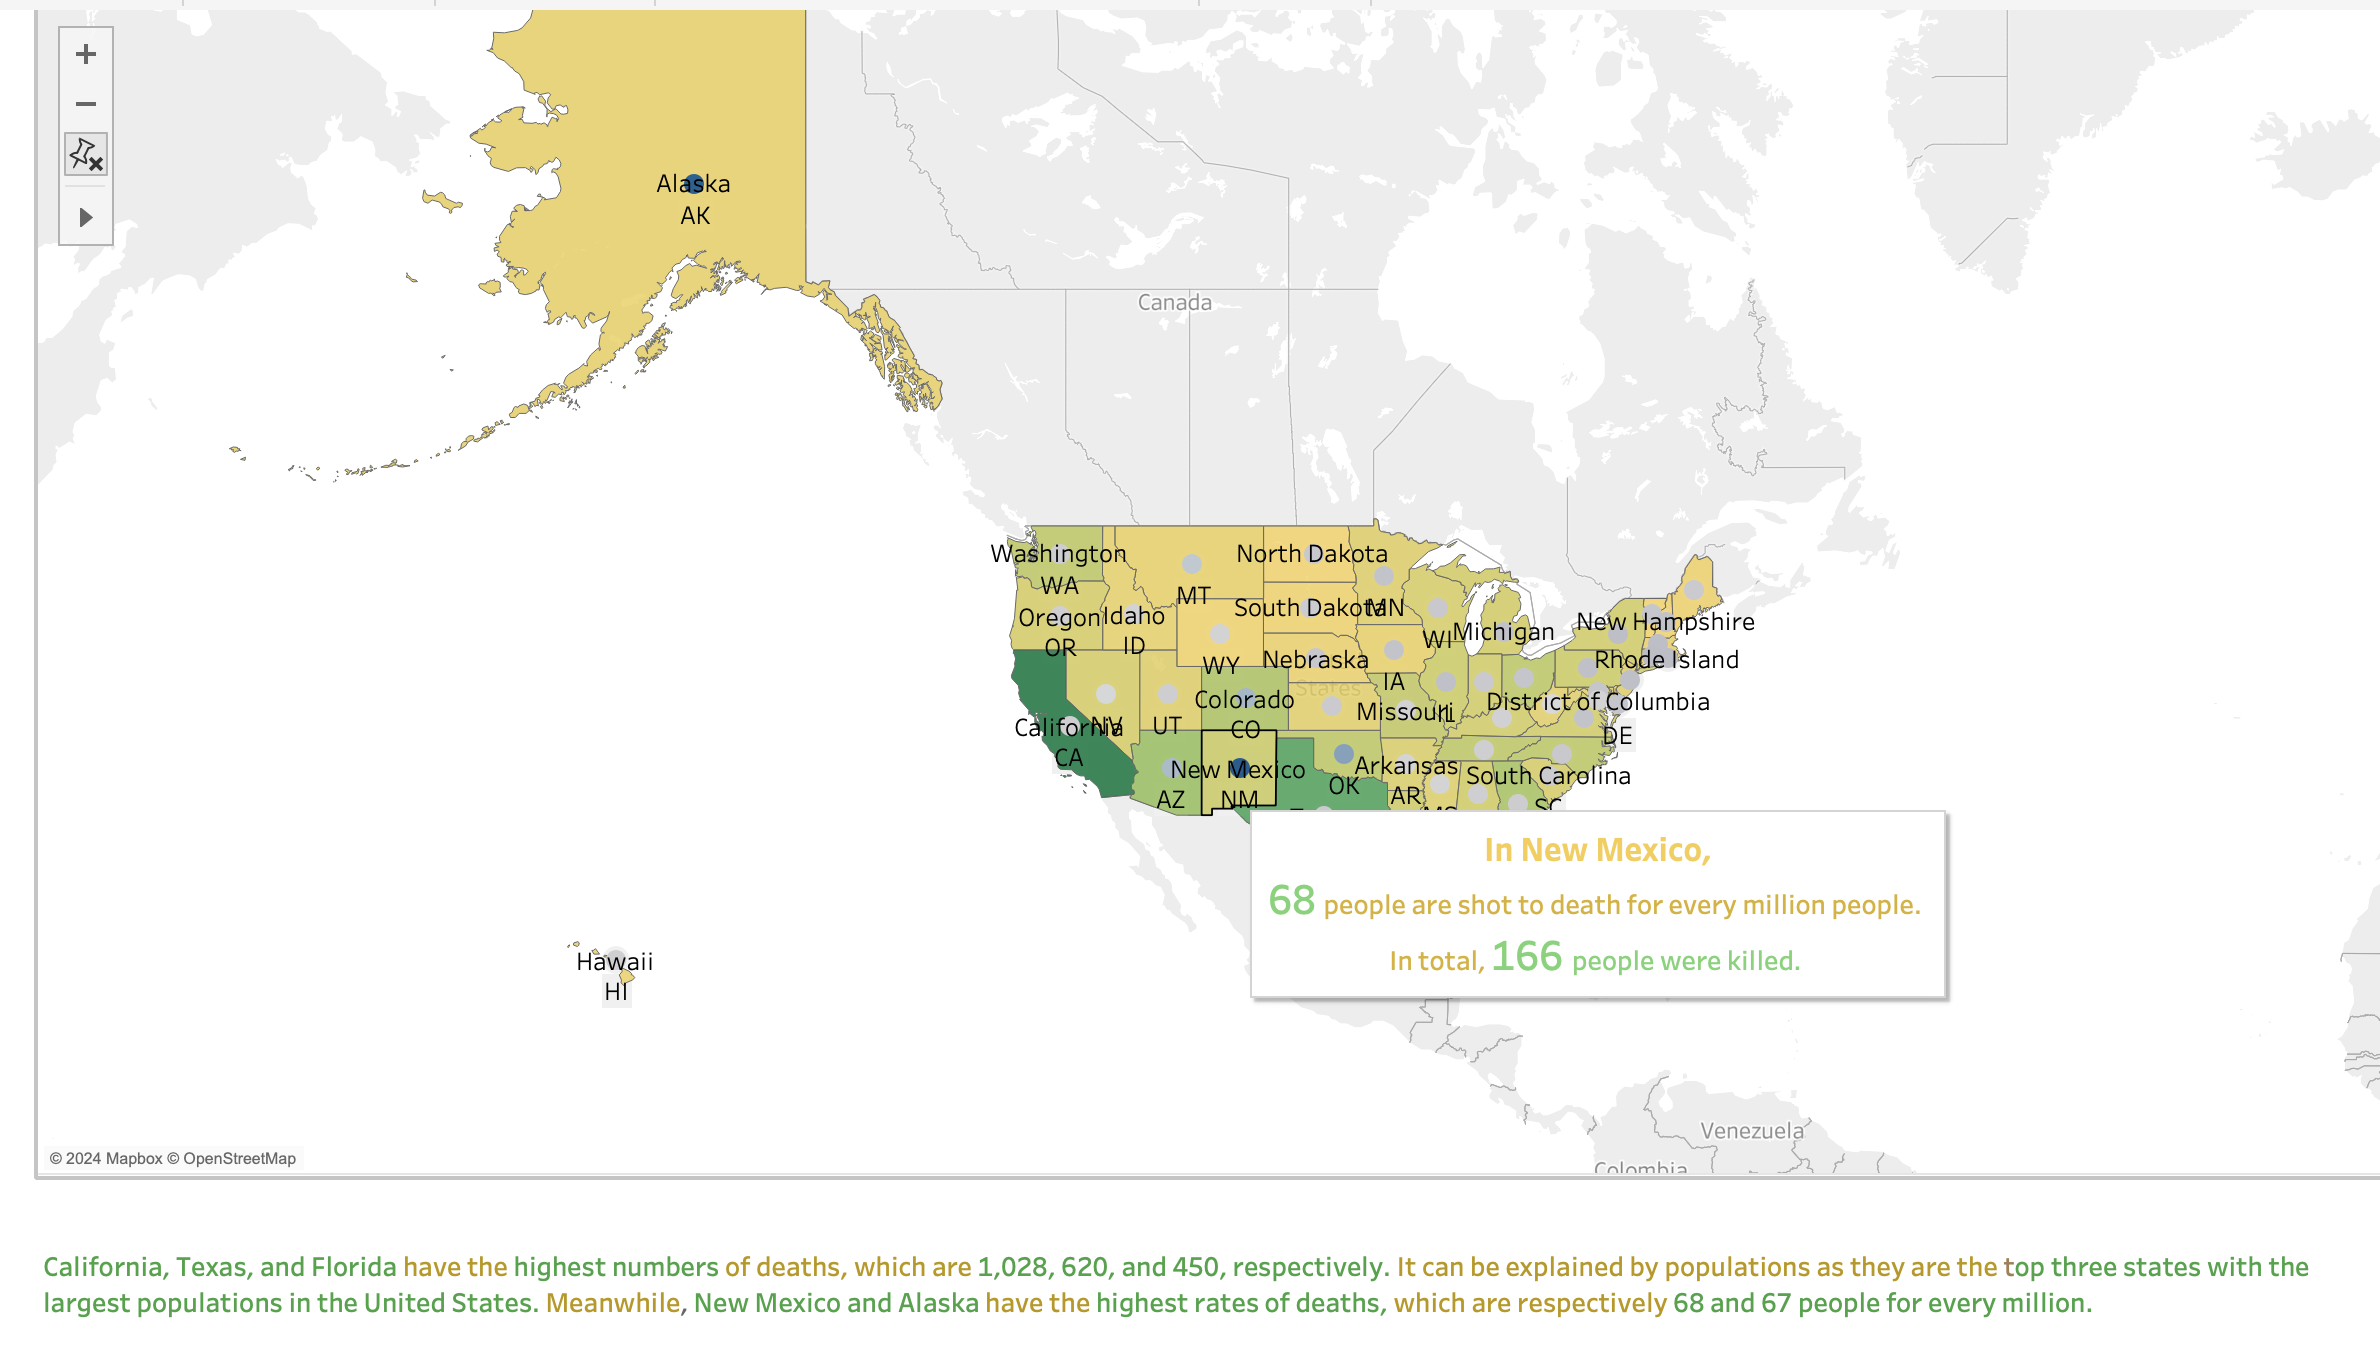 Alaska
AK
Canada
Washington
WA
North Dakota
MT
South Dakota
MN
Oregon
OR
Idaho
ID
New Hampshire
WI
Michigan
WY
Nebraska
Rhode Island
States
IA
Colorado
CO
Missouri
IL
District of Columbia
California
CA
NV
UT
DE
New Mexico
NM
AZ
OK
Arkansas
AR
South Carolina
SC
MS
In New Mexico,
68 people are shot to death for every million people.
In total, 166 people were killed.
Hawaii
HI
Venezuela
Colombia
© 2024 Mapbox © OpenStreetMap
California, Texas, and Florida have the highest numbers of deaths, which are 1,028, 620, and 450, respectively. It can be explained by populations as they are the top three states with the
largest populations in the United States. Meanwhile, New Mexico and Alaska have the highest rates of deaths, which are respectively 68 and 67 people for every million.